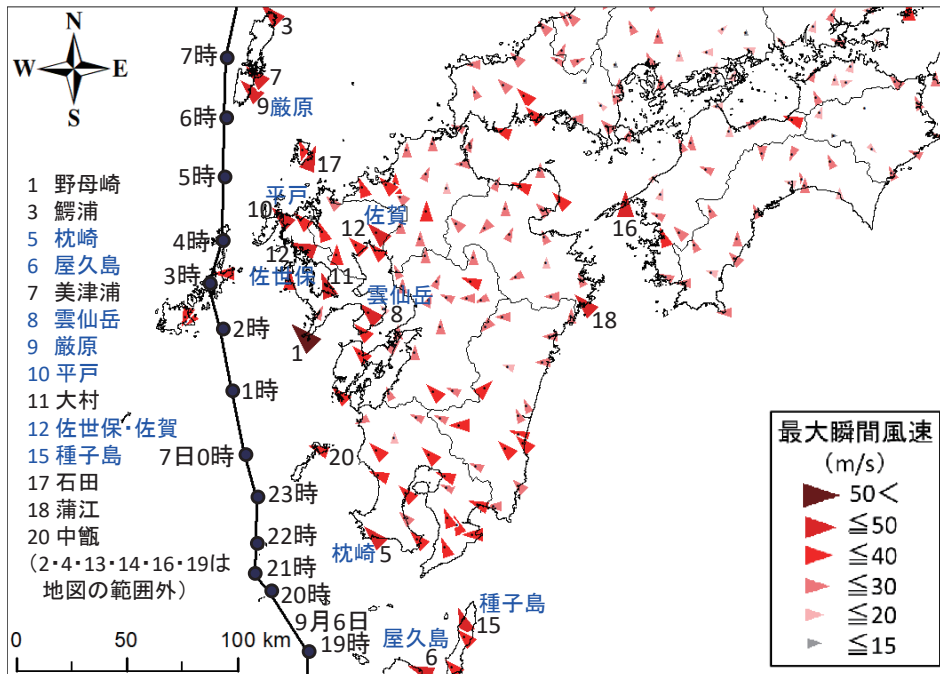 N
W
E
S
7時
6時
5時
4時
3時
2時
1時
7日0時
23時
22時
21時
20時
9月6日
19時
1 野母崎
3 鰐浦
5 枕崎
6 屋久島
7 美津浦
8 雲仙岳
9 厳原
10 平戸
11 大村
12 佐世保・佐賀
15 種子島
17 石田
18 蒲江
20 中甑
(2・4・13・14・16・19は
地図の範囲外)
0 50 100 km
3
7
9 厳原
17
平戸
10
佐賀
12
12
佐世保
11
雲仙岳
8
1
16
18
20
枕崎
5
種子島
15
屋久島
6
最大瞬間風速
(m/s)
50<
≦50
≦40
≦30
≦20
≦15